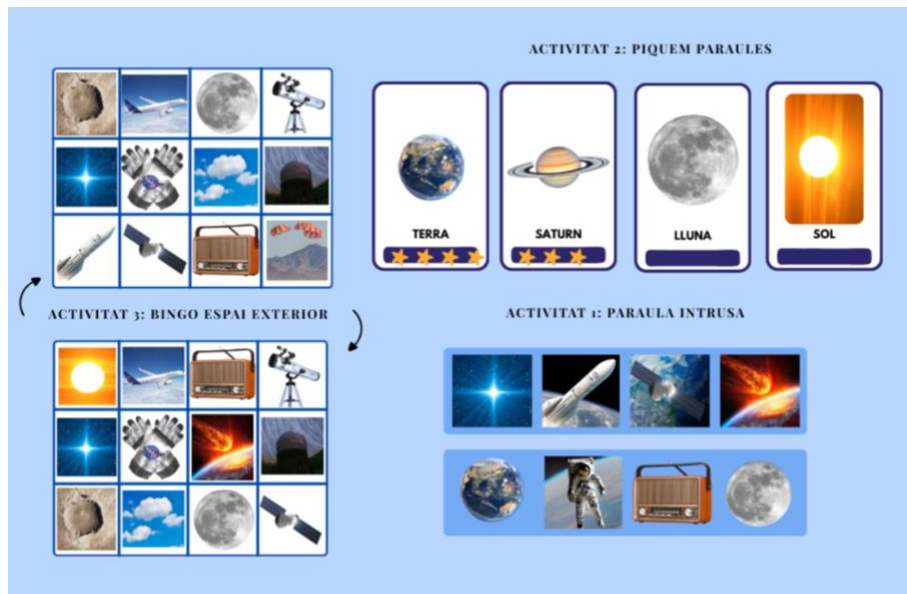 ACTIVITAT 2: PIQUEM PARAULES
TERRA
SATURN
LLUNA
SOL
ACTIVITAT 3: BINGO ESPAI EXTERIOR
ACTIVITAT 1: PARAULA INTRUSA